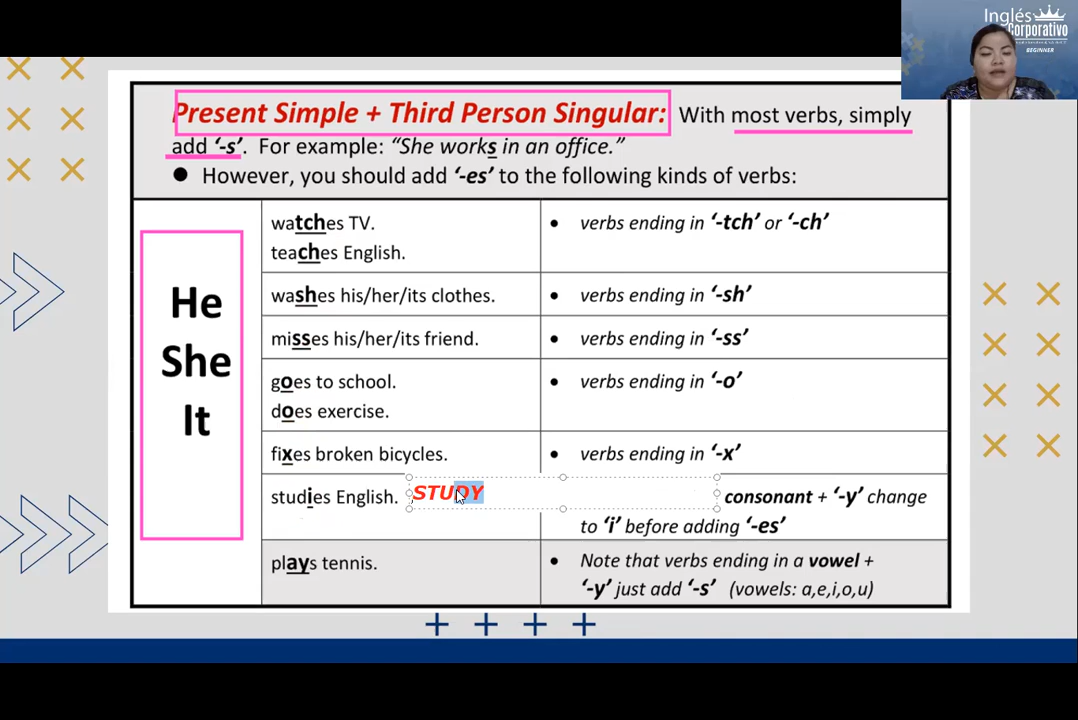 Inglés
Corporativo
BEGINNER
Present Simple + Third Person Singular: With most verbs, simply
add ‘-s’. For example: “She works in an office.”
● However, you should add ‘-es’ to the following kinds of verbs:
He
She
It
watches TV.
teaches English.
• verbs ending in ‘-tch’ or ‘-ch’
washes his/her/its clothes.
• verbs ending in ‘-sh’
misses his/her/its friend.
• verbs ending in ‘-ss’
goes to school.
does exercise.
• verbs ending in ‘-o’
fixes broken bicycles.
• verbs ending in ‘-x’
studies English.
STUDY
consonant + ‘-y’ change
to ‘i’ before adding ‘-es’
plays tennis.
• Note that verbs ending in a vowel +
‘-y’ just add ‘-s’ (vowels: a,e,i,o,u)